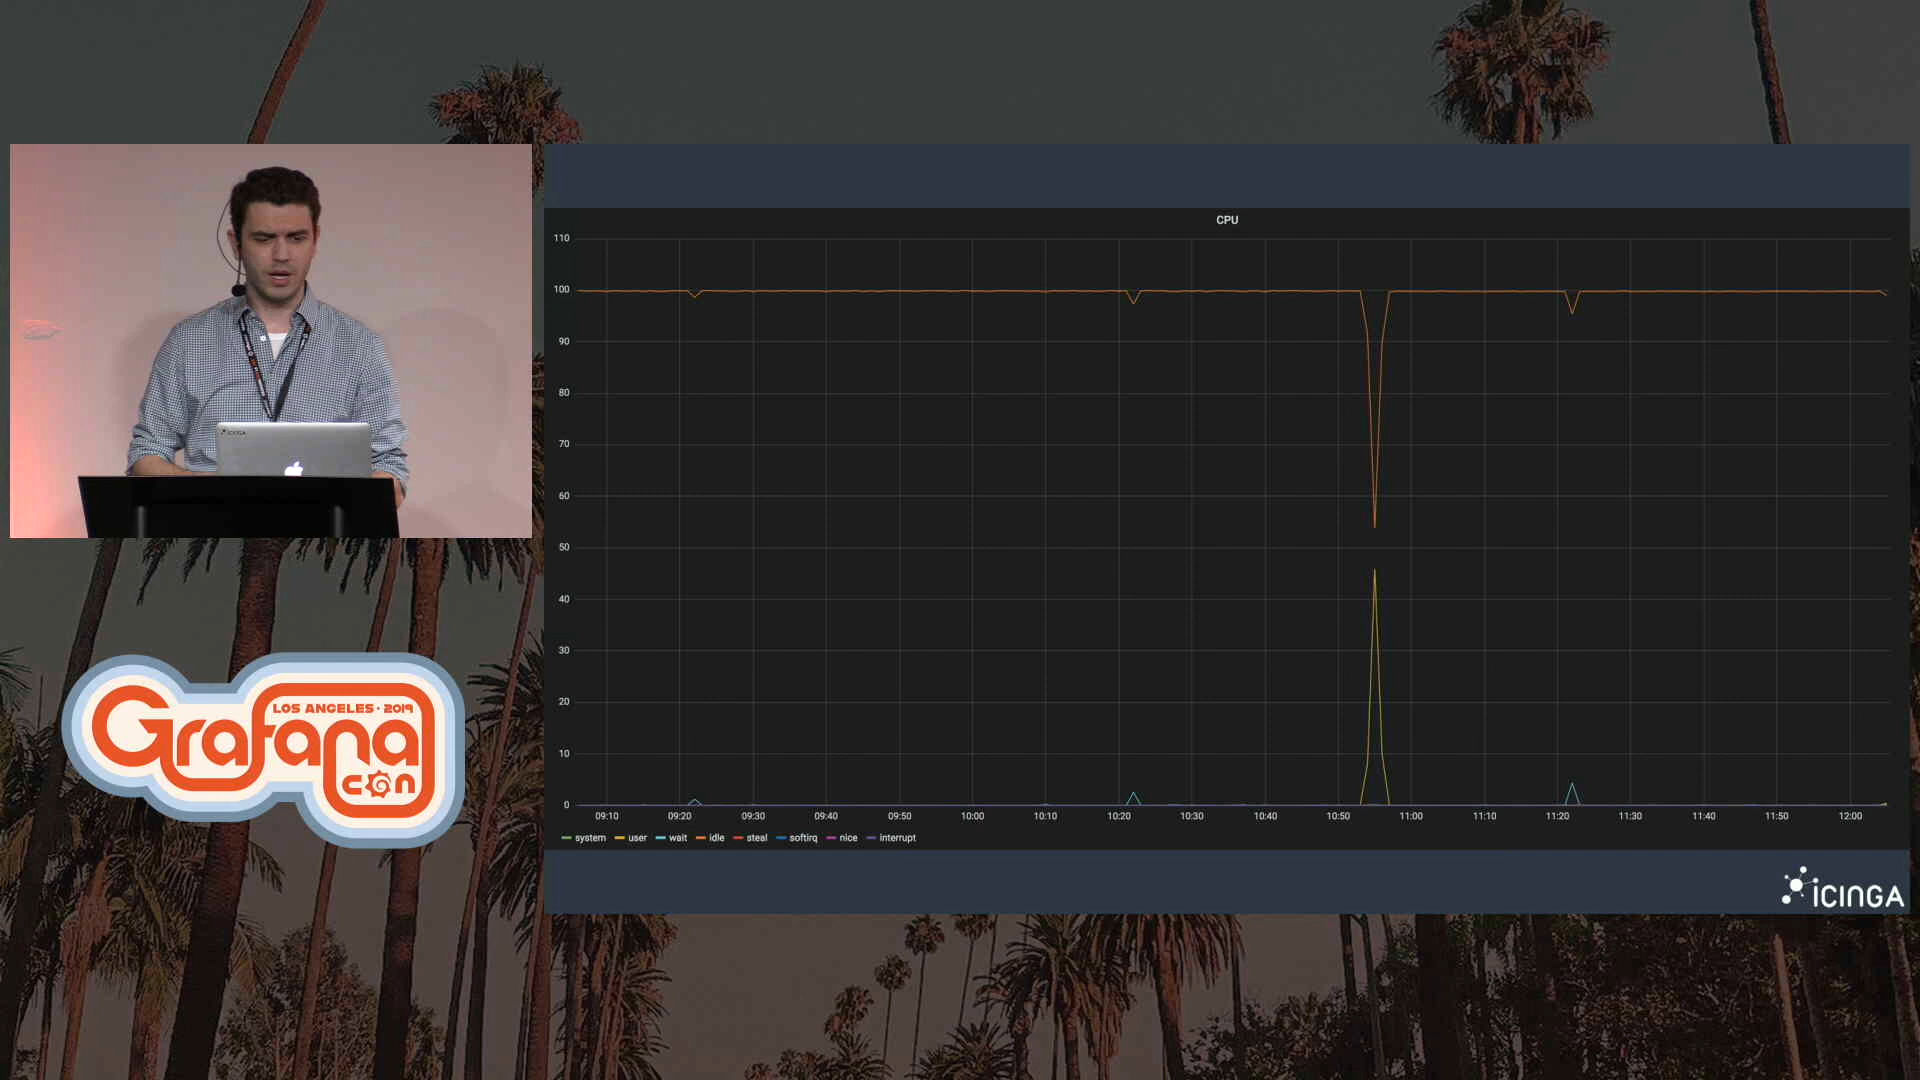 ICINGA
LOS ANGELES · 2019
Grafana
con
CPU
110
100
90
80
70
60
50
40
30
20
10
0
09:10 09:20 09:30 09:40 09:50 10:00 10:10 10:20 10:30 10:40 10:50 11:00 11:10 11:20 11:30 11:40 11:50 12:00
system user wait idle steal softirq nice interrupt
ICINGA